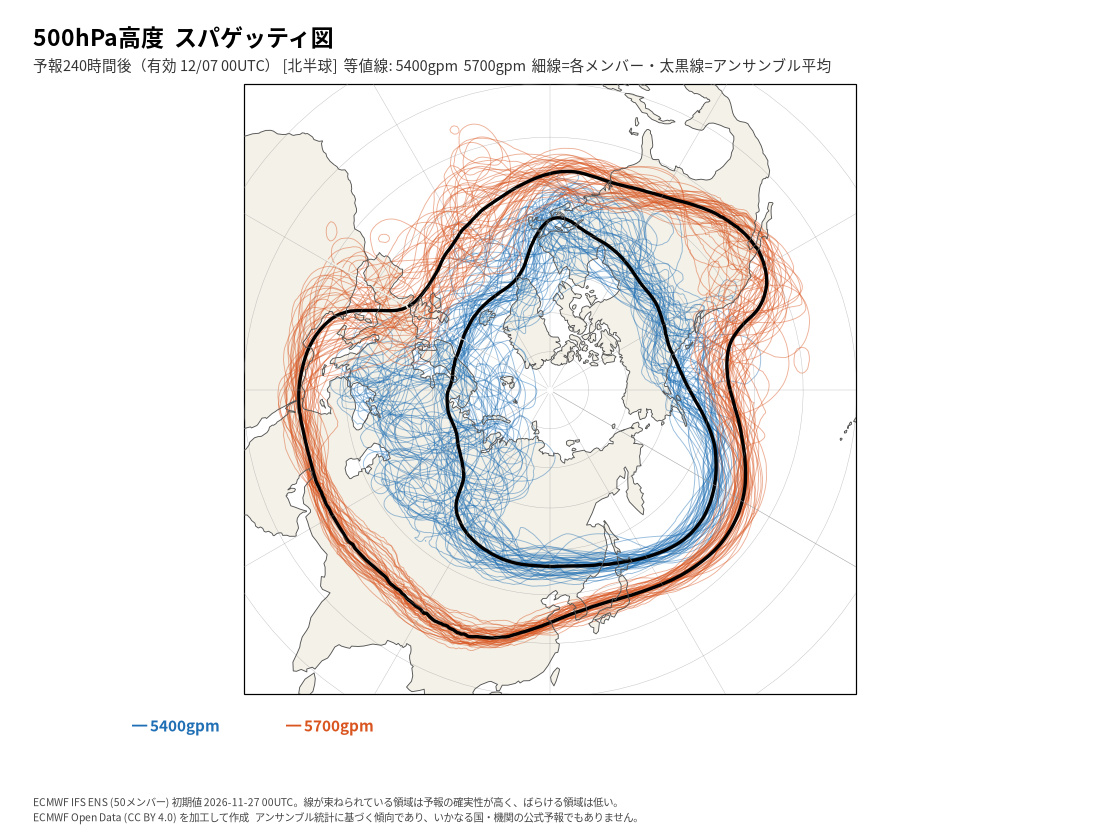 500hPa高度 スパゲッティ図
予報240時間後（有効 12/07 00UTC） [北半球] 等値線: 5400gpm 5700gpm 細線=各メンバー・太黒線=アンサンブル平均
5400gpm 5700gpm
ECMWF IFS ENS (50メンバー) 初期値 2026-11-27 00UTC。線が束ねられている領域は予報の確実性が高く、ばらける領域は低い。
ECMWF Open Data (CC BY 4.0) を加工して作成 アンサンブル統計に基づく傾向であり、いかなる国・機関の公式予報でもありません。